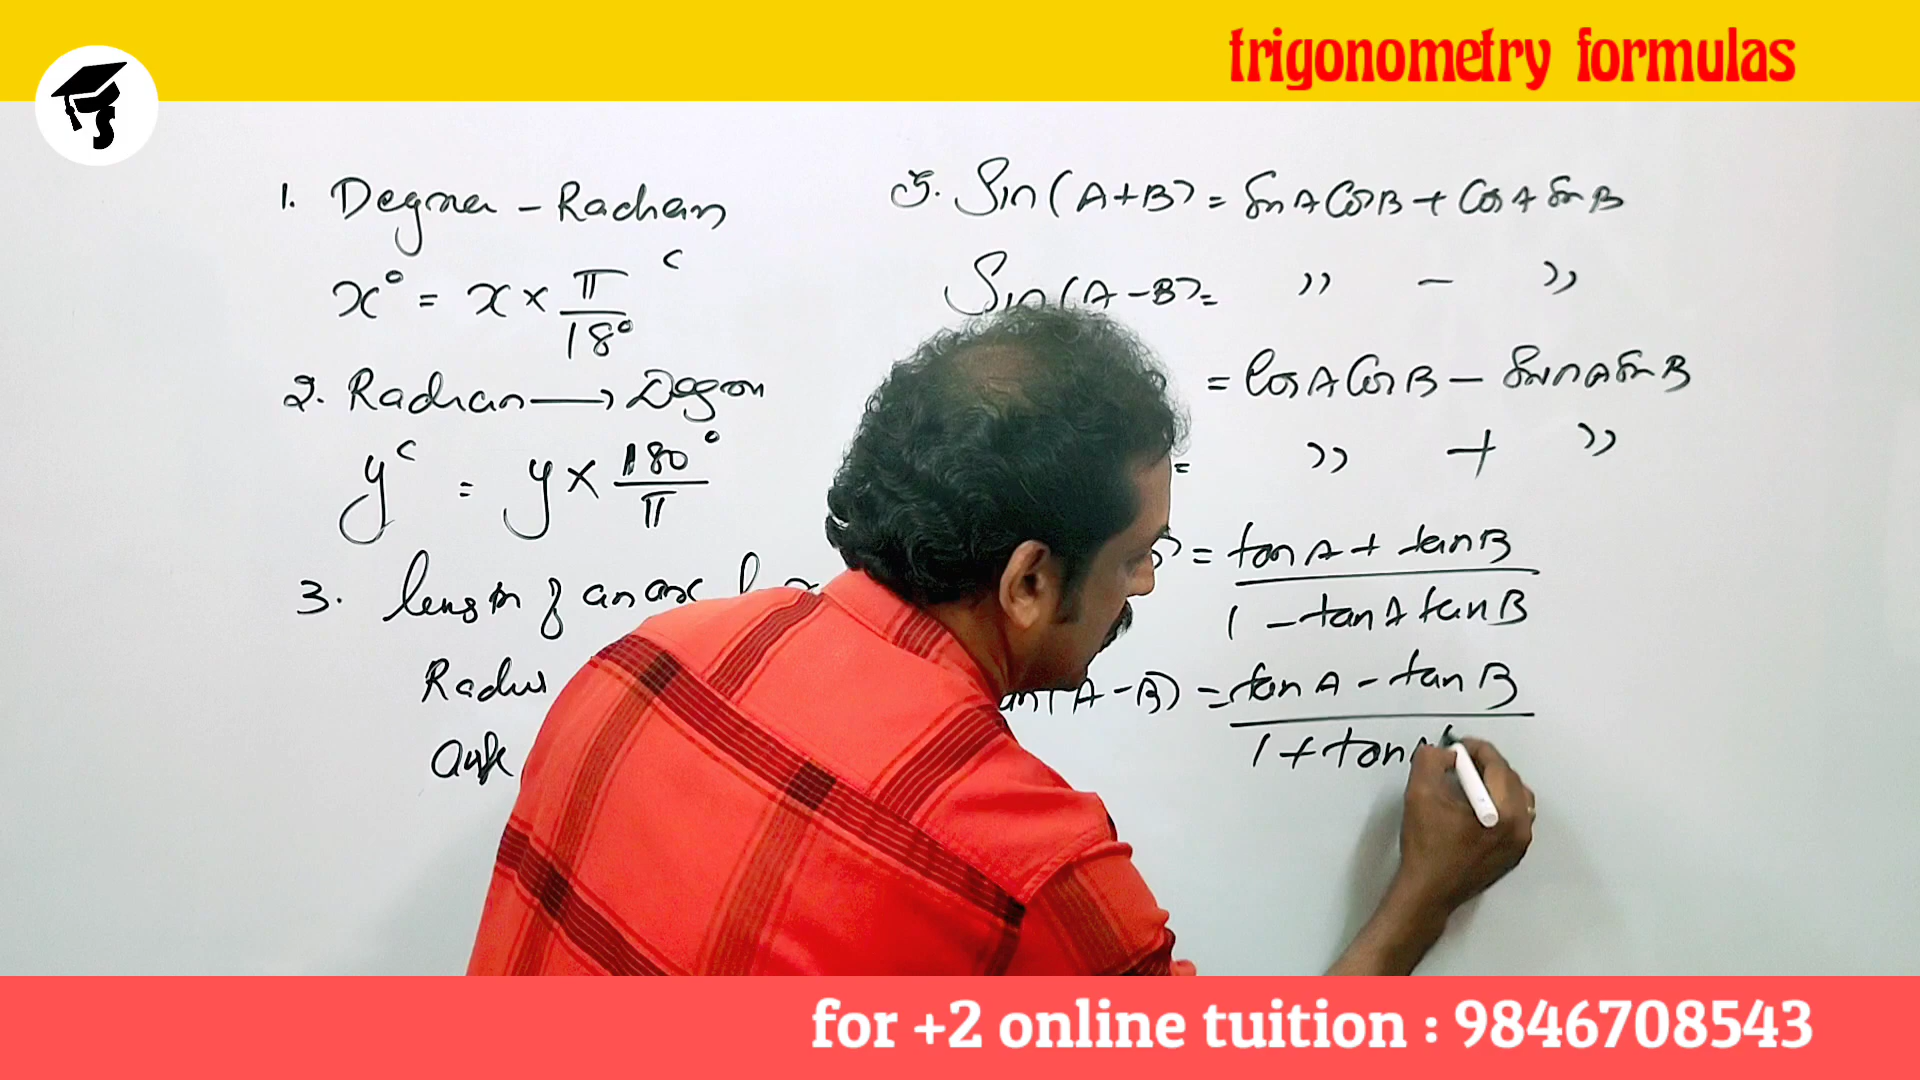 trigonometry formulas
1. Degree - Radian
x° = x × π/180 ᶜ
2. Radian → Degree
yᶜ = y × 180°/π
3. length of an arc l
Radius
5. Sin(A+B) = SinA CosB + CosA SinB
Sin(A-B) = ,, - ,,
= CosA CosB - SinA SinB
= ,, + ,,
) = tanA + tanB
1 - tanA tanB
an(A-B) = tanA - tanB
1 + tan
for +2 online tuition : 9846708543